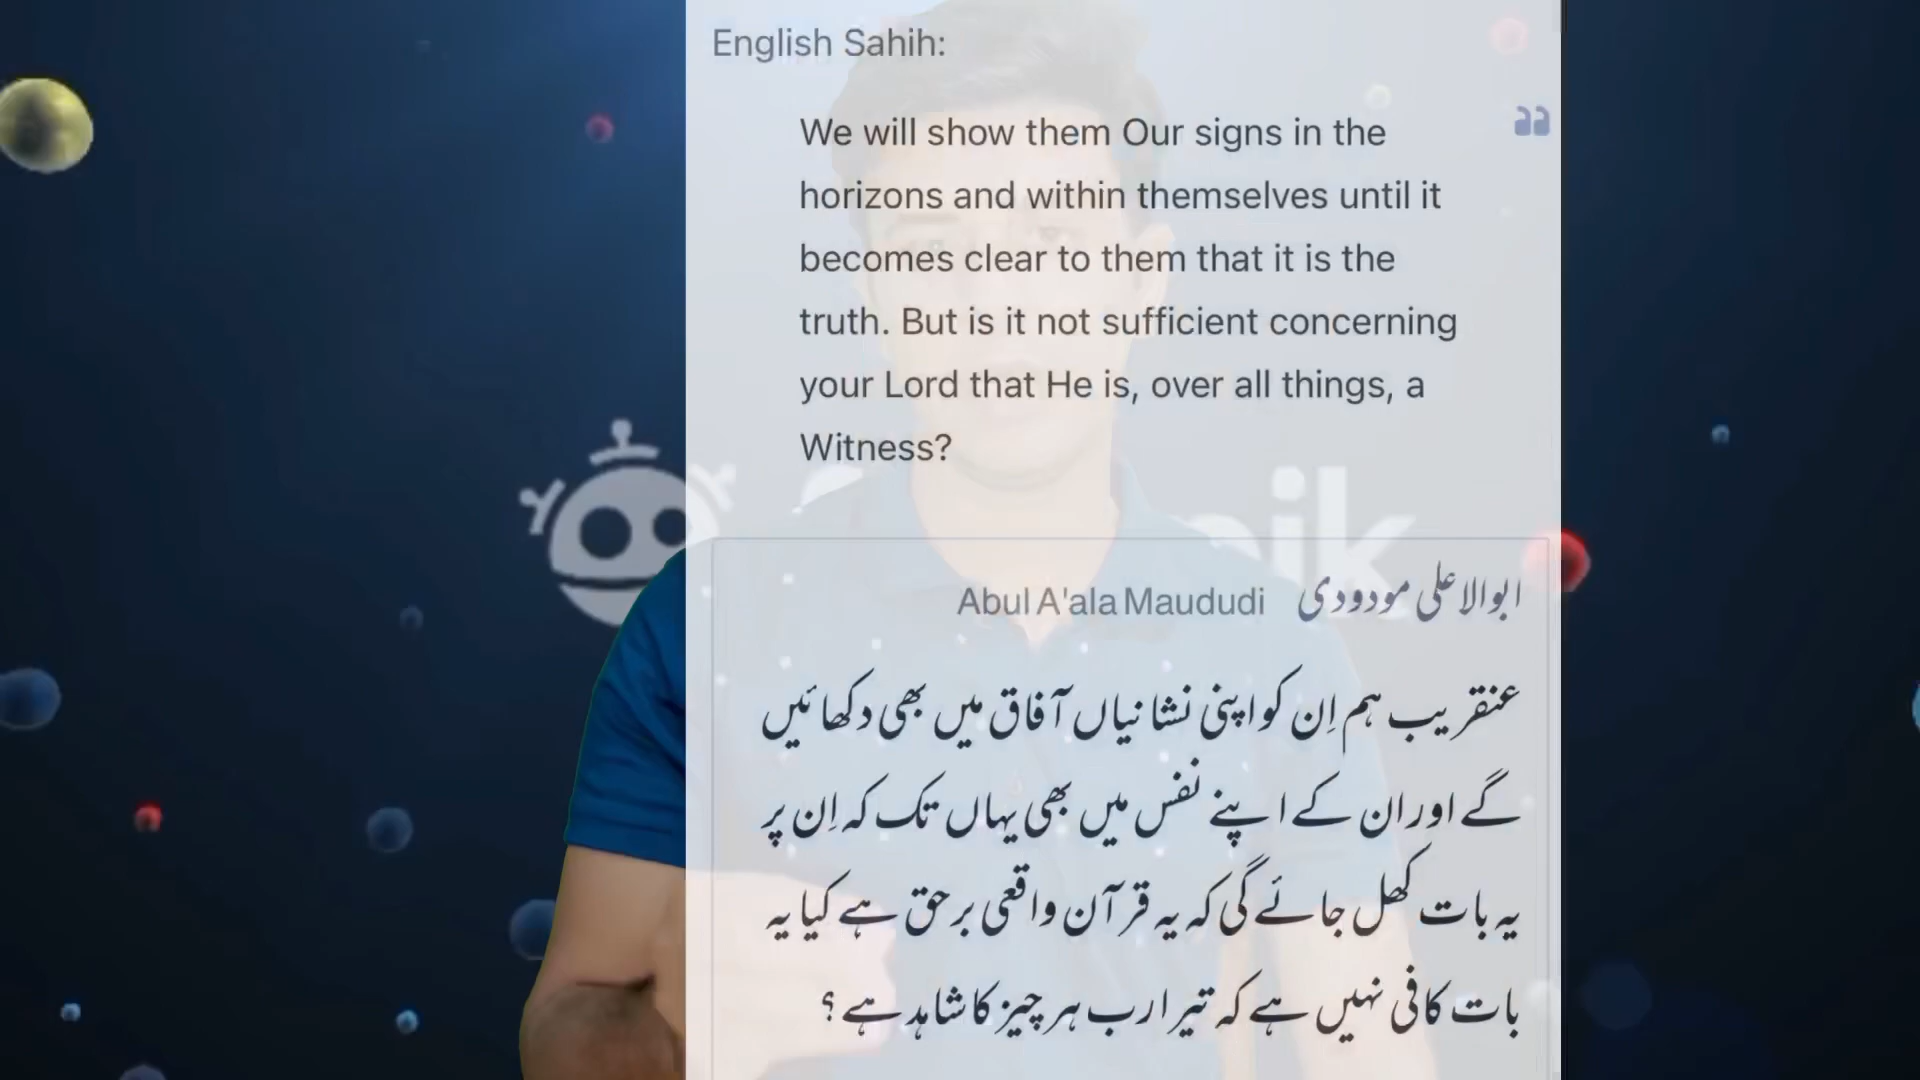 English Sahih:
We will show them Our signs in the
horizons and within themselves until it
becomes clear to them that it is the
truth. But is it not sufficient concerning
your Lord that He is, over all things, a
Witness?
ابوالاعلی مودودی Abul A'ala Maududi
عنقریب ہم اِن کو اپنی نشانیاں آفاق میں بھی دکھائیں
گے اور ان کے اپنے نفس میں بھی یہاں تک کہ اِن پر
یہ بات کھل جائے گی کہ یہ قرآن واقعی برحق ہے کیا یہ
بات کافی نہیں ہے کہ تیرا رب ہر چیز کا شاہد ہے؟